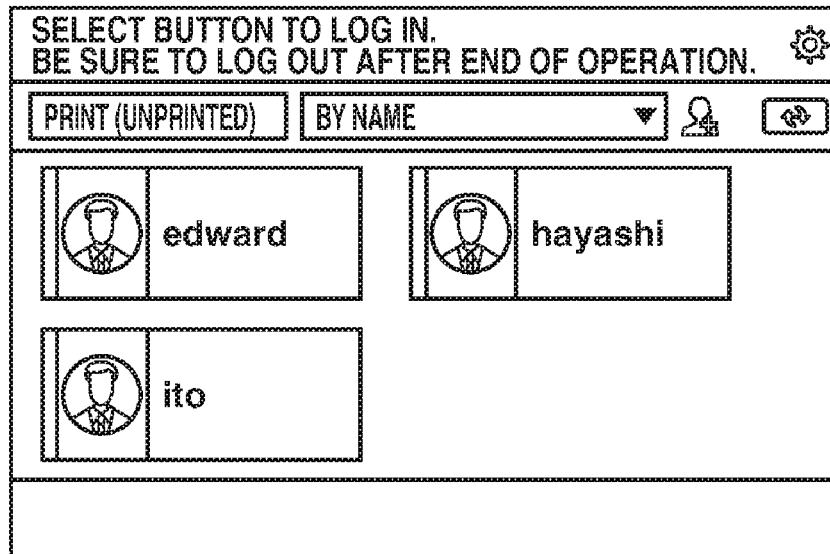 SELECT BUTTON TO LOG IN.
BE SURE TO LOG OUT AFTER END OF OPERATION.
PRINT (UNPRINTED) BY NAME
edward hayashi
ito